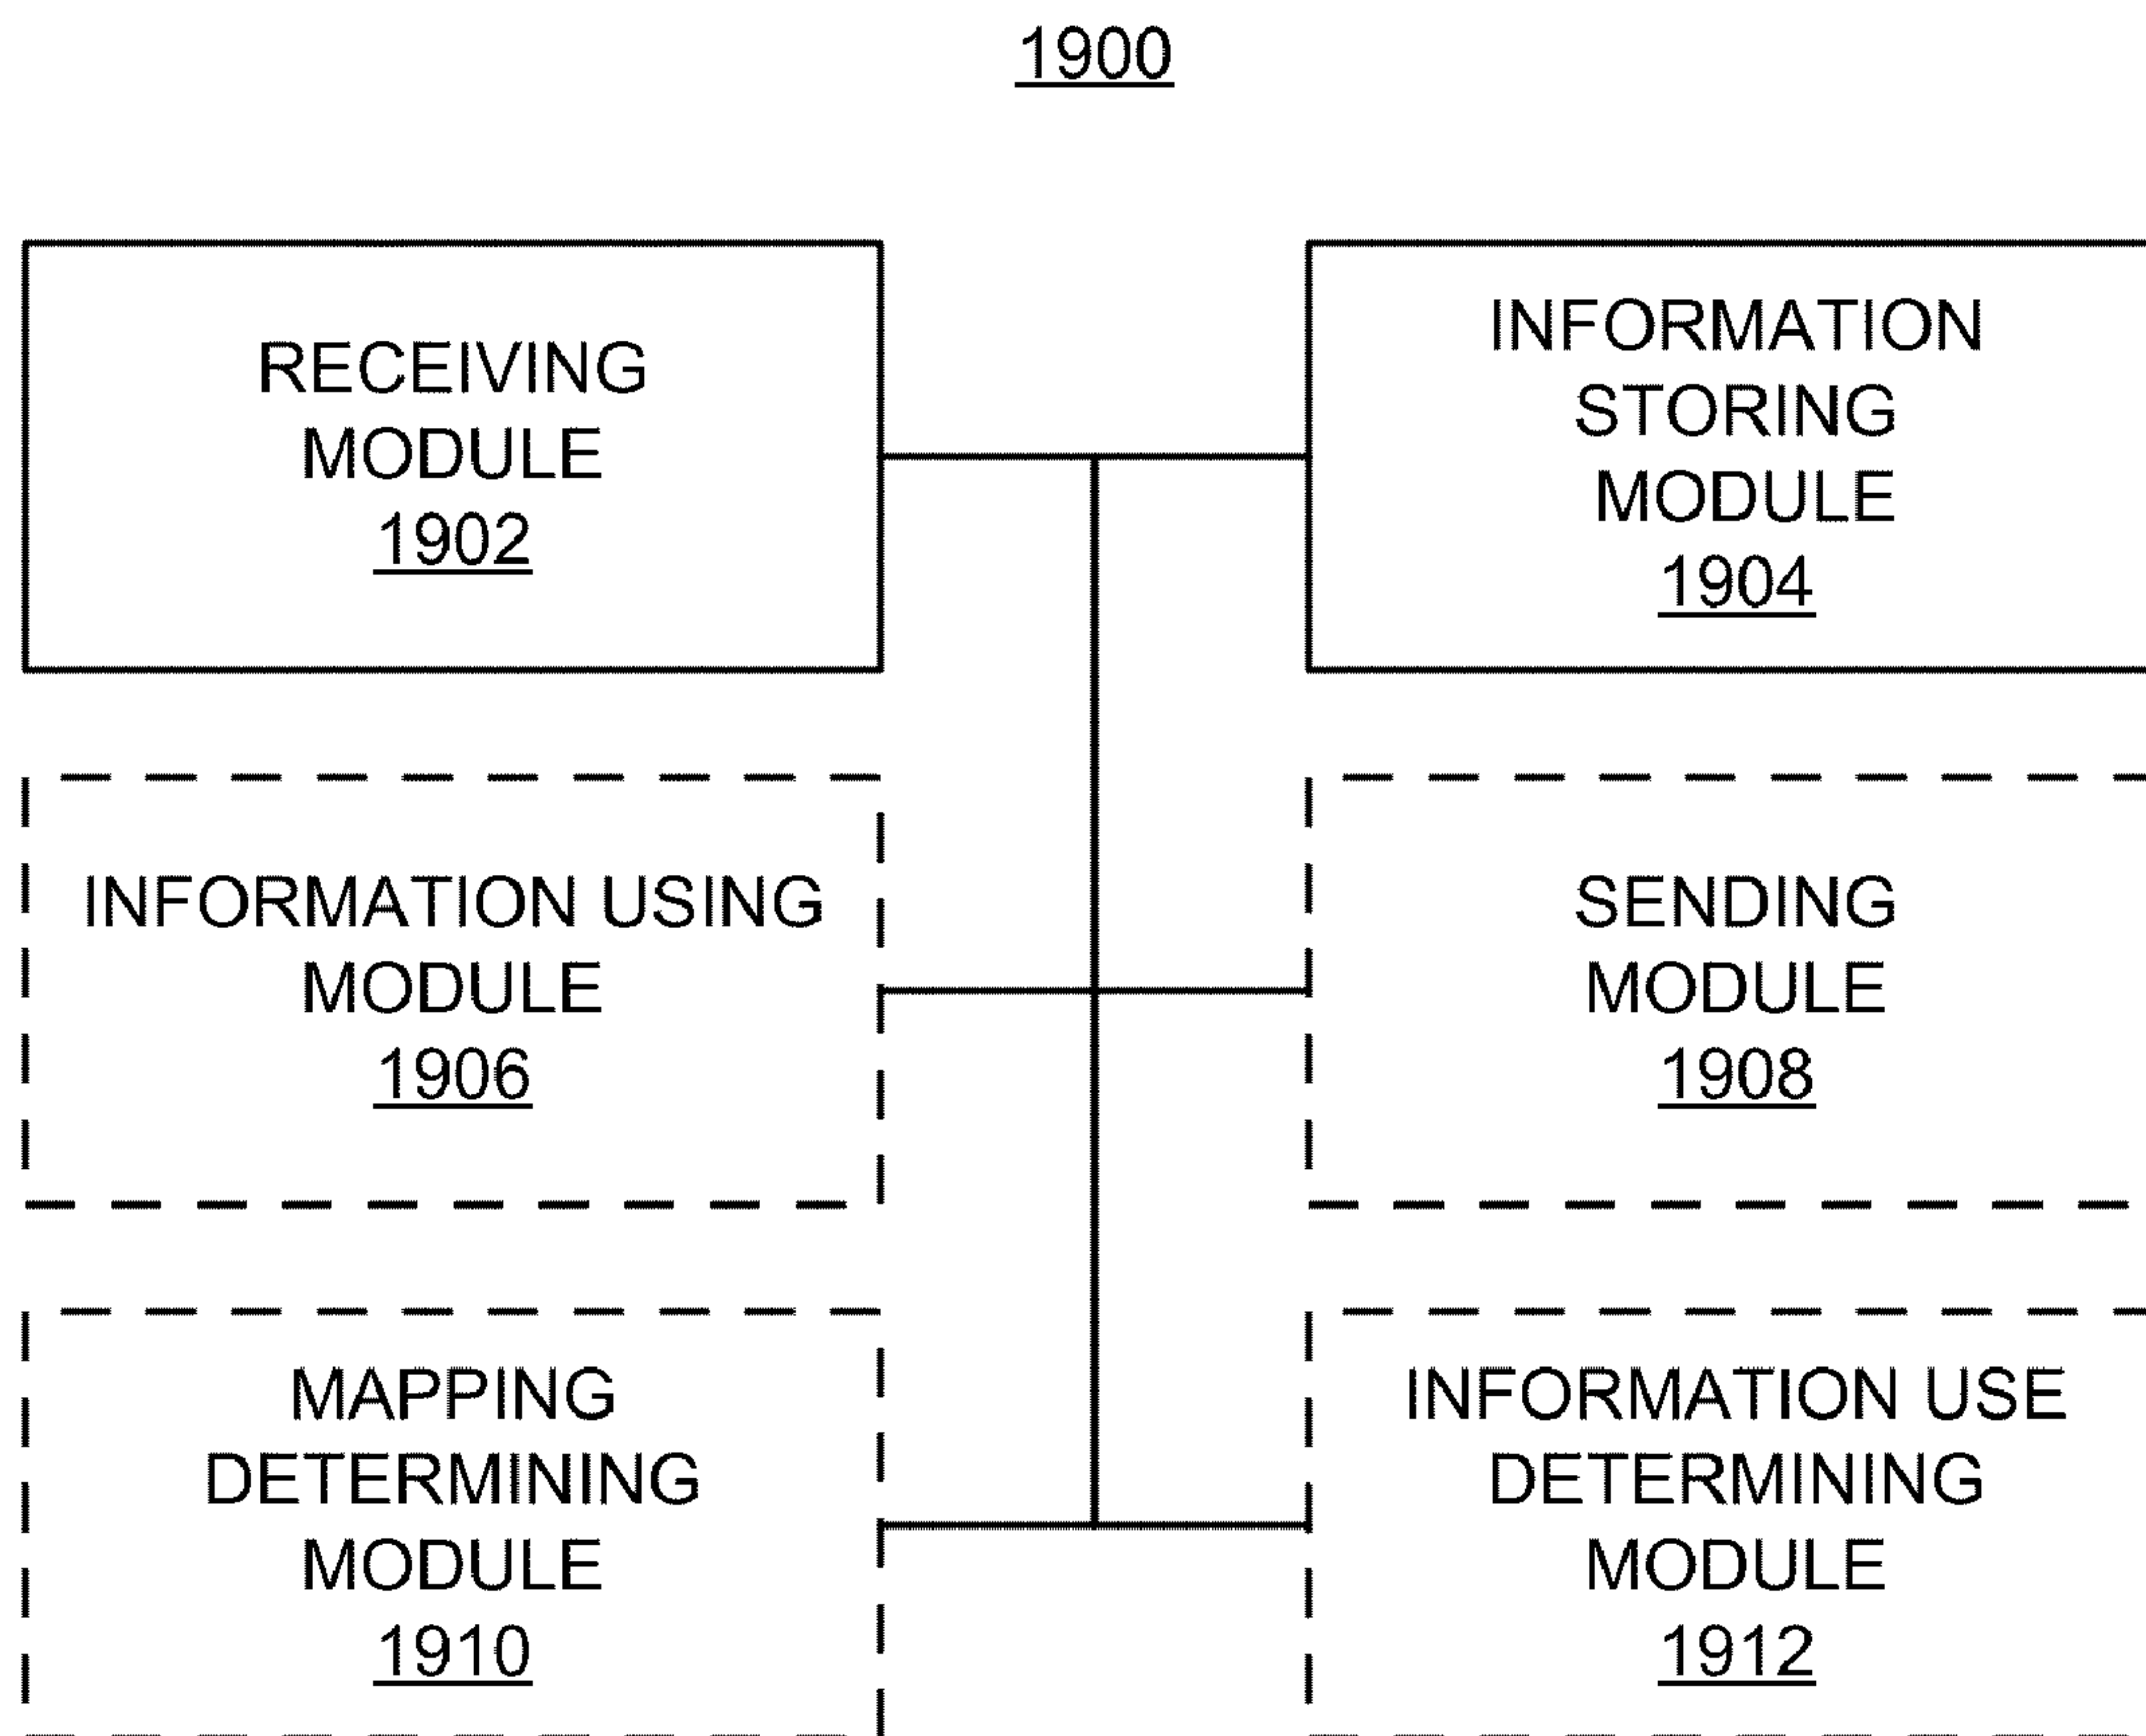 1900
RECEIVING
MODULE
1902
INFORMATION
STORING
MODULE
1904
INFORMATION USING
MODULE
1906
SENDING
MODULE
1908
MAPPING
DETERMINING
MODULE
1910
INFORMATION USE
DETERMINING
MODULE
1912